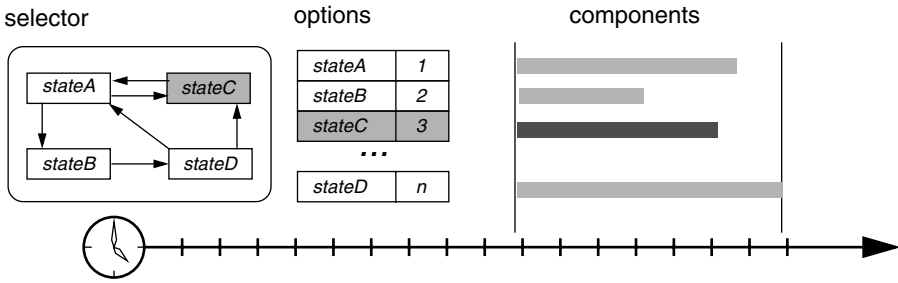 selector
options
components
stateA
stateC
stateB
stateD
stateA 1
stateB 2
stateC 3
...
stateD n